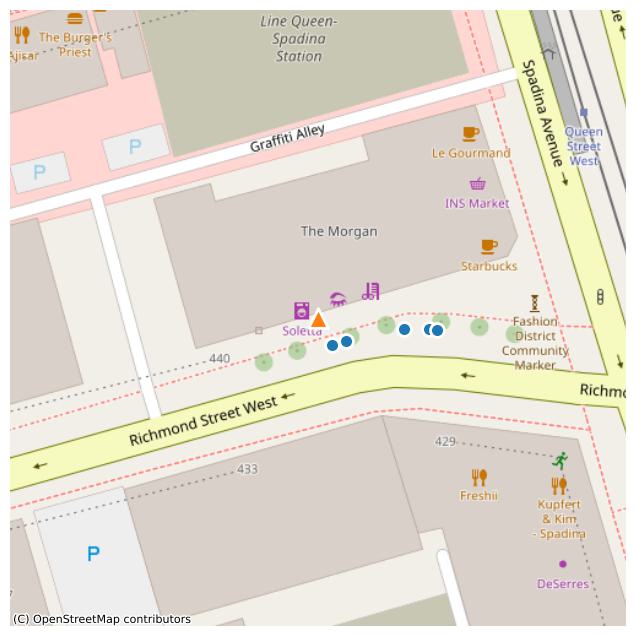 Line Queen-
Spadina
Station
The Burger's
Priest
Ajisai
P
P
Graffiti Alley
Spadina Avenue
Queen
Street
West
Le Gourmand
INS Market
The Morgan
Starbucks
Soletta
Fashion
District
Community
Marker
440
Richmond Street West
Richmo
429
433
Freshii
Kupfert
& Kim
- Spadina
P
DeSerres
(C) OpenStreetMap contributors